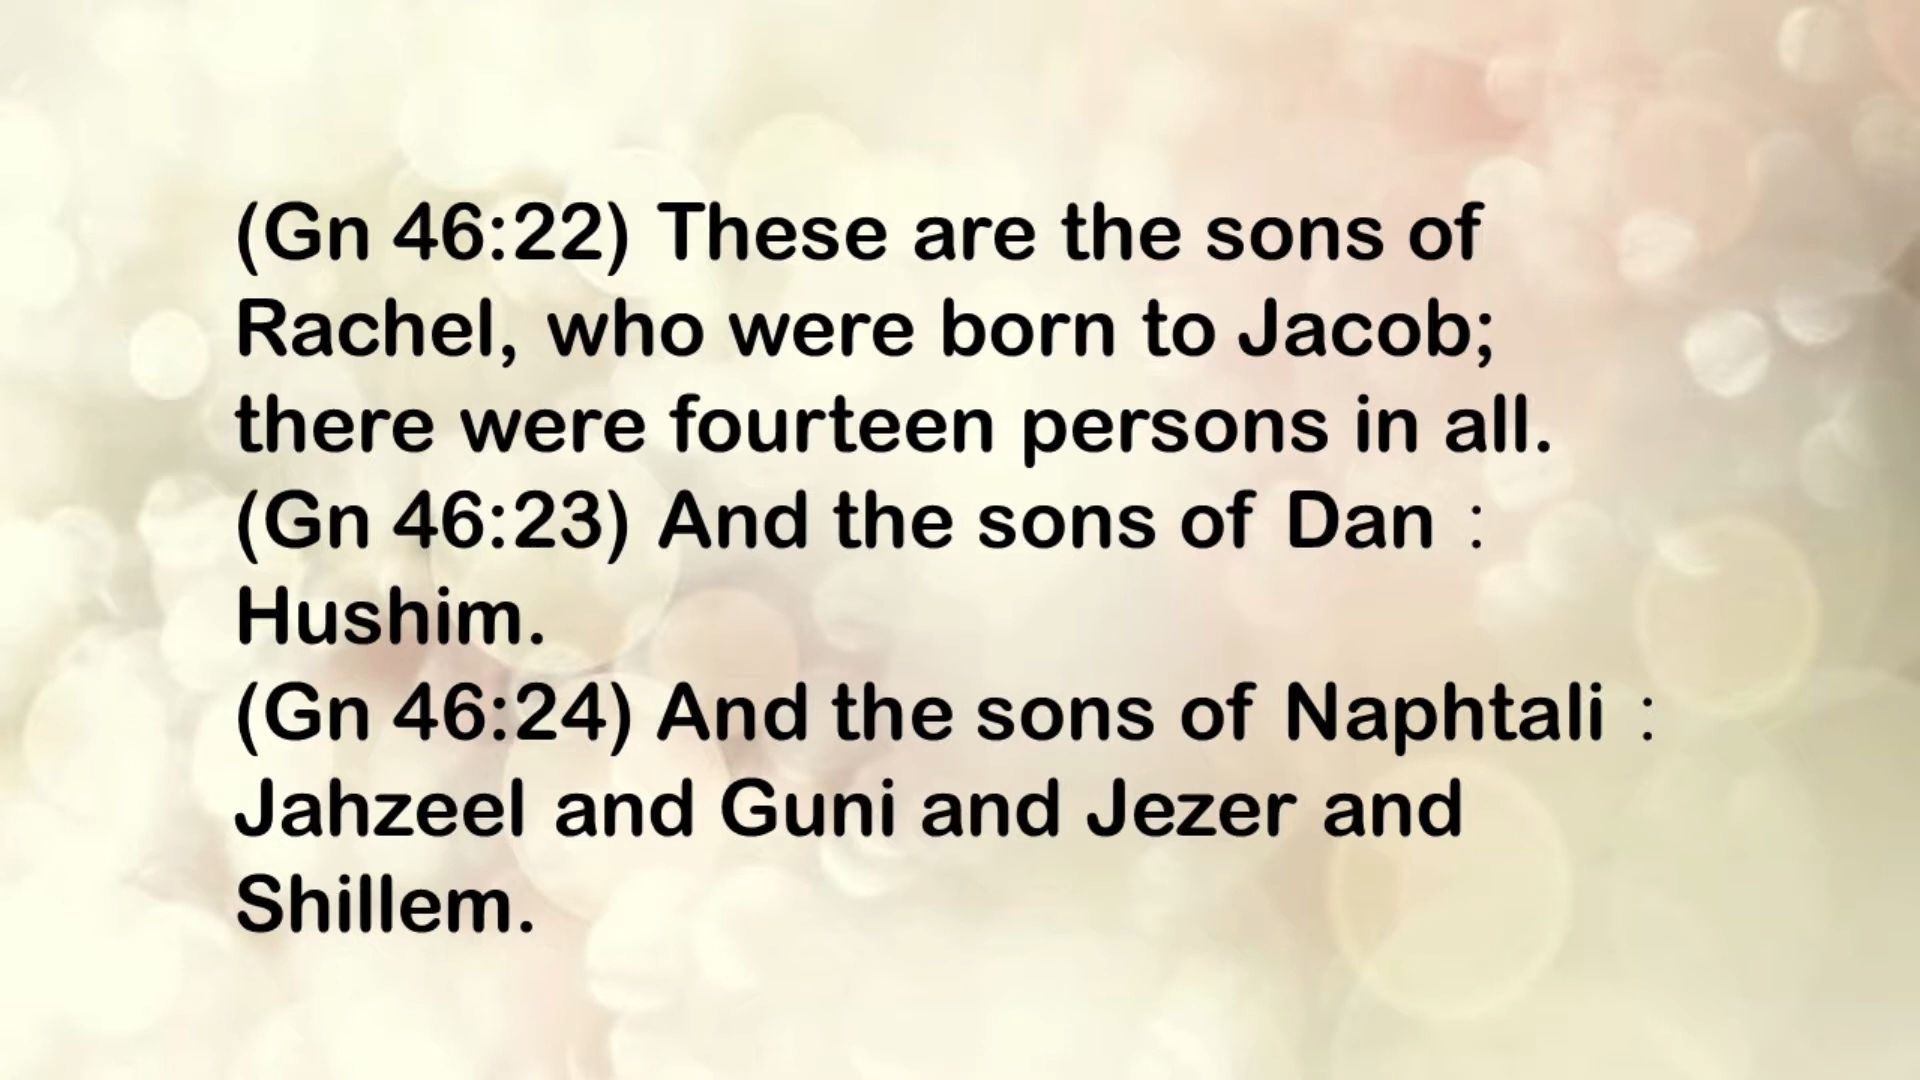 (Gn 46:22) These are the sons of
Rachel, who were born to Jacob;
there were fourteen persons in all.
(Gn 46:23) And the sons of Dan :
Hushim.
(Gn 46:24) And the sons of Naphtali :
Jahzeel and Guni and Jezer and
Shillem.